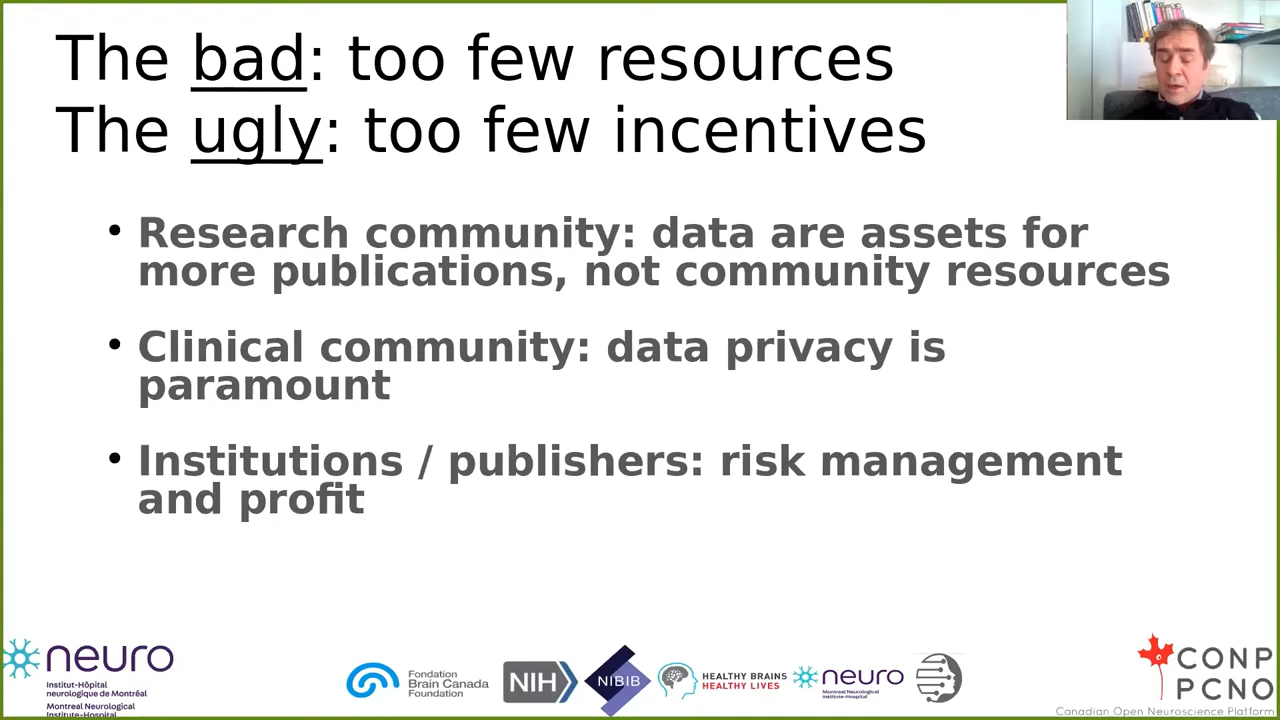 The bad: too few resources
The ugly: too few incentives
• Research community: data are assets for
more publications, not community resources
• Clinical community: data privacy is
paramount
• Institutions / publishers: risk management
and profit
neuro
Institut-Hôpital
neurologique de Montréal
Montreal Neurological
Institute-Hospital
Fondation
Brain Canada
Foundation
NIH
NIBIB
HEALTHY BRAINS
HEALTHY LIVES
neuro
Montreal Neurological
Institute-Hospital
CONP
PCNO
Canadian Open Neuroscience Platform